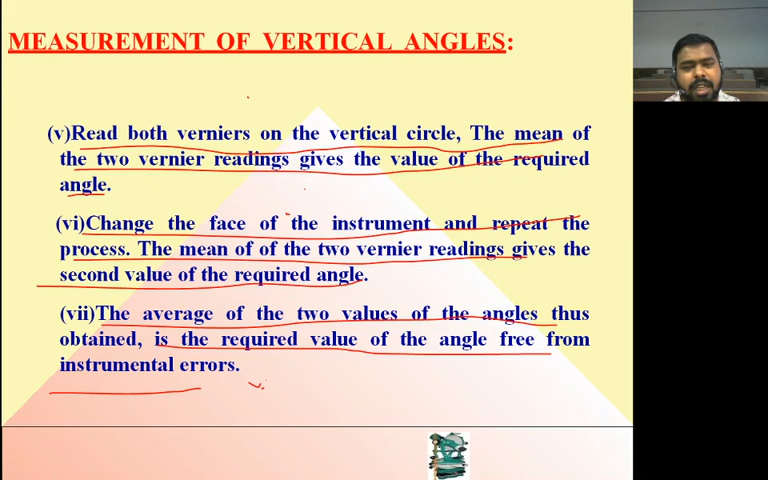 MEASUREMENT OF VERTICAL ANGLES:
(v)Read both verniers on the vertical circle, The mean of
the two vernier readings gives the value of the required
angle.
(vi)Change the face of the instrument and repeat the
process. The mean of of the two vernier readings gives the
second value of the required angle.
(vii)The average of the two values of the angles thus
obtained, is the required value of the angle free from
instrumental errors.